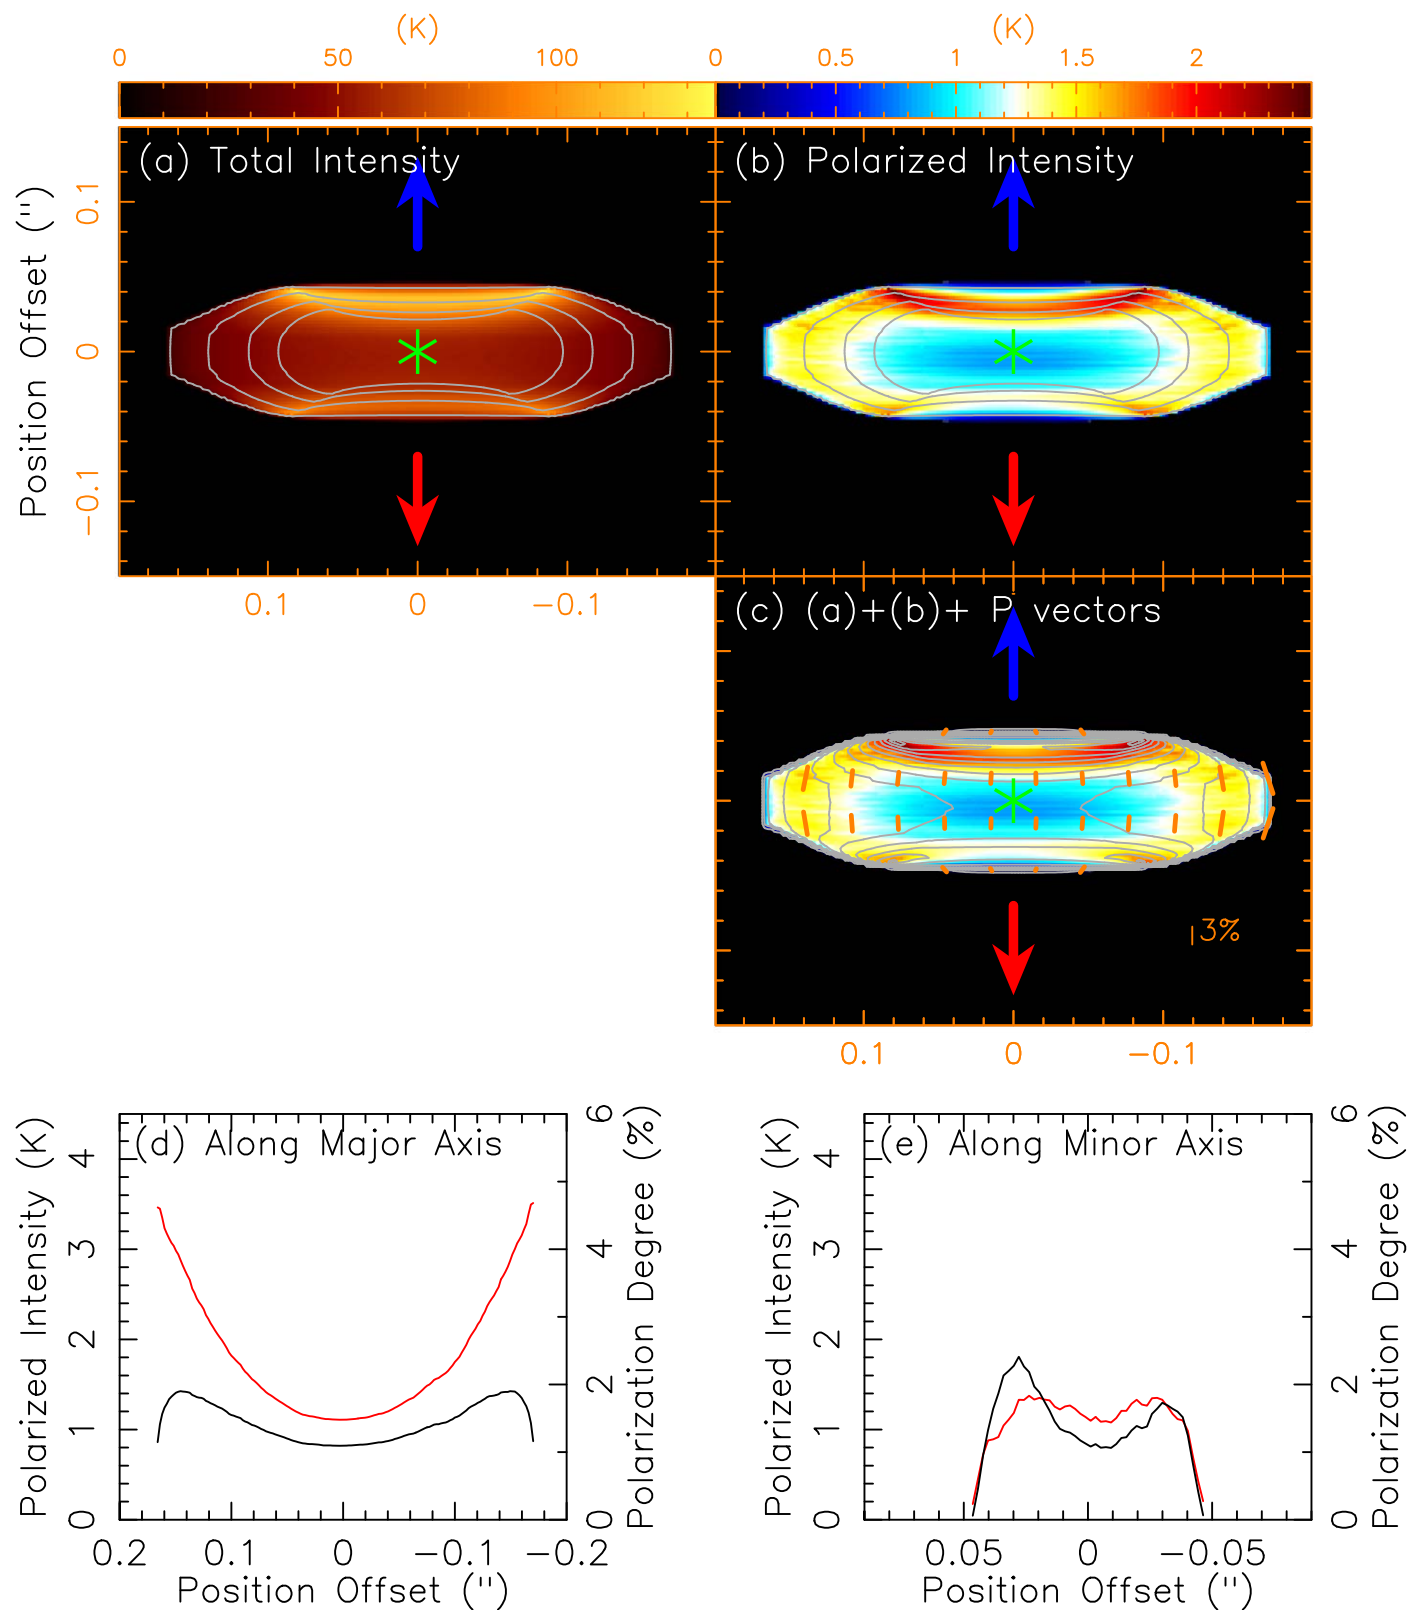 (K) (K)
0 50 100 0 0.5 1 1.5 2
(a) Total Intensity (b) Polarized Intensity
Position Offset (")
0.1
0
-0.1
0.1 0 -0.1
(c) (a)+(b)+ P vectors
3%
0.1 0 -0.1
(d) Along Major Axis
Polarized Intensity (K)
4
3
2
1
0
Polarization Degree (%)
6
4
2
0
0.2 0.1 0 -0.1 -0.2
Position Offset (")
(e) Along Minor Axis
Polarized Intensity (K)
4
3
2
1
0
Polarization Degree (%)
6
4
2
0
0.05 0 -0.05
Position Offset (")